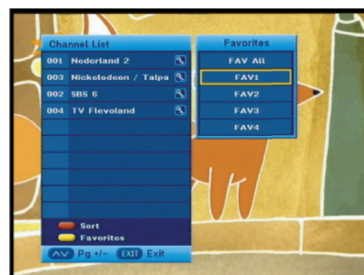 Channel List
001 Nederland 2
003 Nickelodeon / Talpa
002 SBS 6
004 TV Flevoland
Sort
Favorites
Pg +/- EXIT Exit
Favorites
FAV All
FAV1
FAV2
FAV3
FAV4